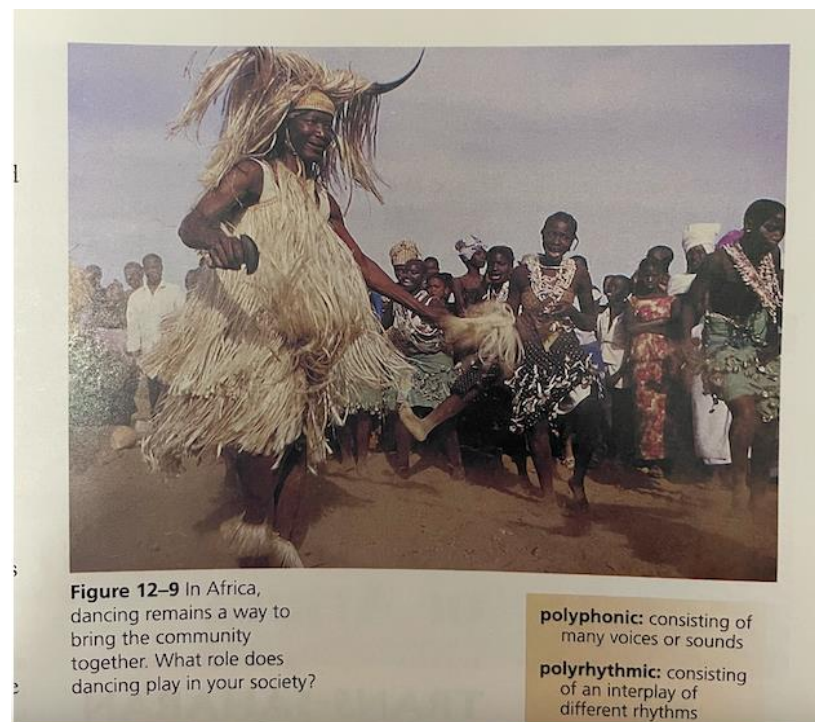 Figure 12–9 In Africa,
dancing remains a way to
bring the community
together. What role does
dancing play in your society?
polyphonic: consisting of
many voices or sounds
polyrhythmic: consisting
of an interplay of
different rhythms